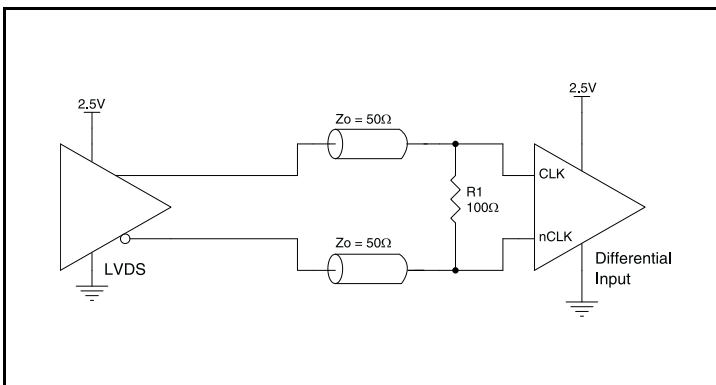 2.5V
2.5V
Zo = 50Ω
CLK
R1
100Ω
nCLK
Zo = 50Ω
LVDS
Differential
Input